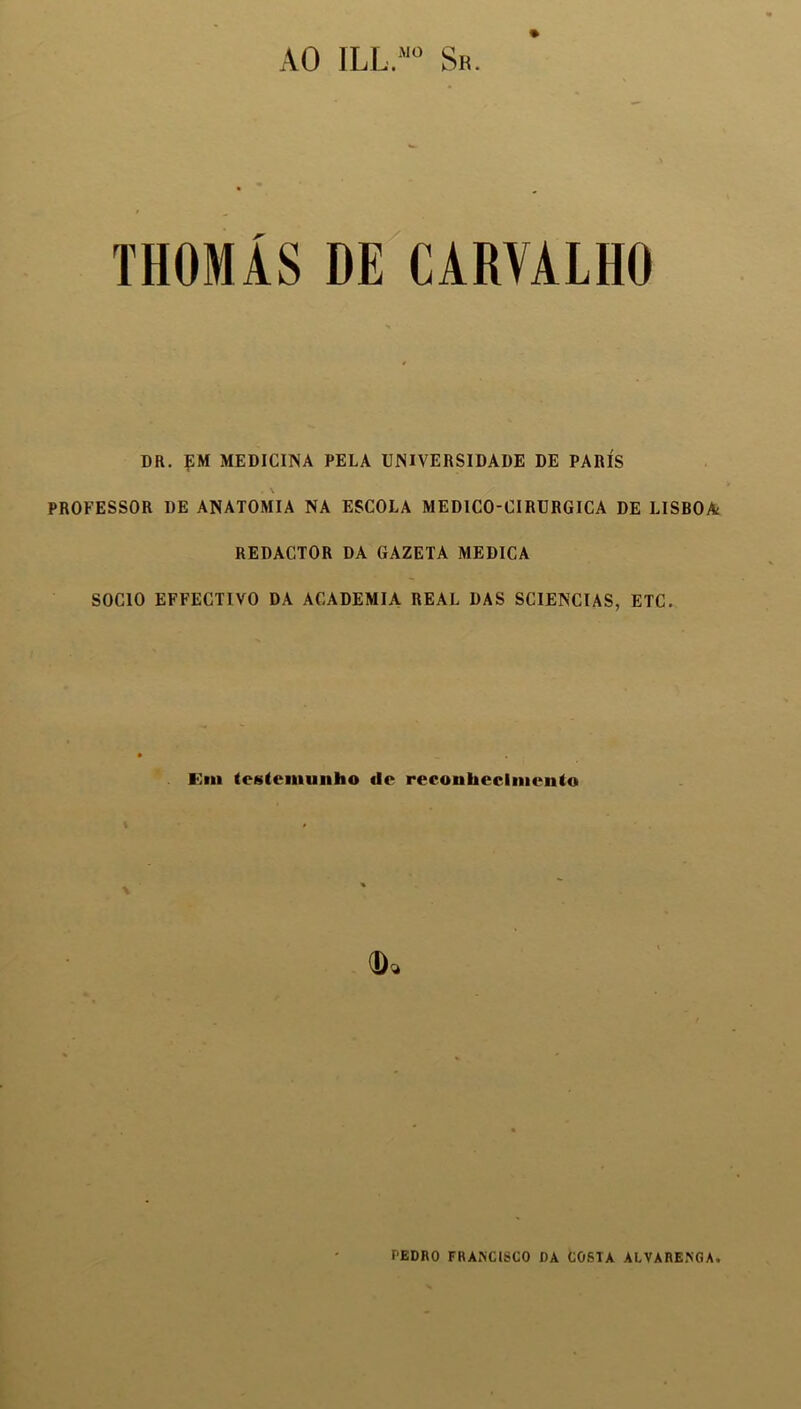 AO ILL.MO SR.
THOMÁS DE CARVALHO
DR. EM MEDICINA PELA UNIVERSIDADE DE PARÍS
PROFESSOR DE ANATOMIA NA ESCOLA MEDICO-CIRURGICA DE LISBOA
REDACTOR DA GAZETA MEDICA
SOCIO EFFECTIVO DA ACADEMIA REAL DAS SCIENCIAS, ETC.
Em testemunho de reconhecimento
O.
PEDRO FRANCISCO DA COSTA ALVARENGA.